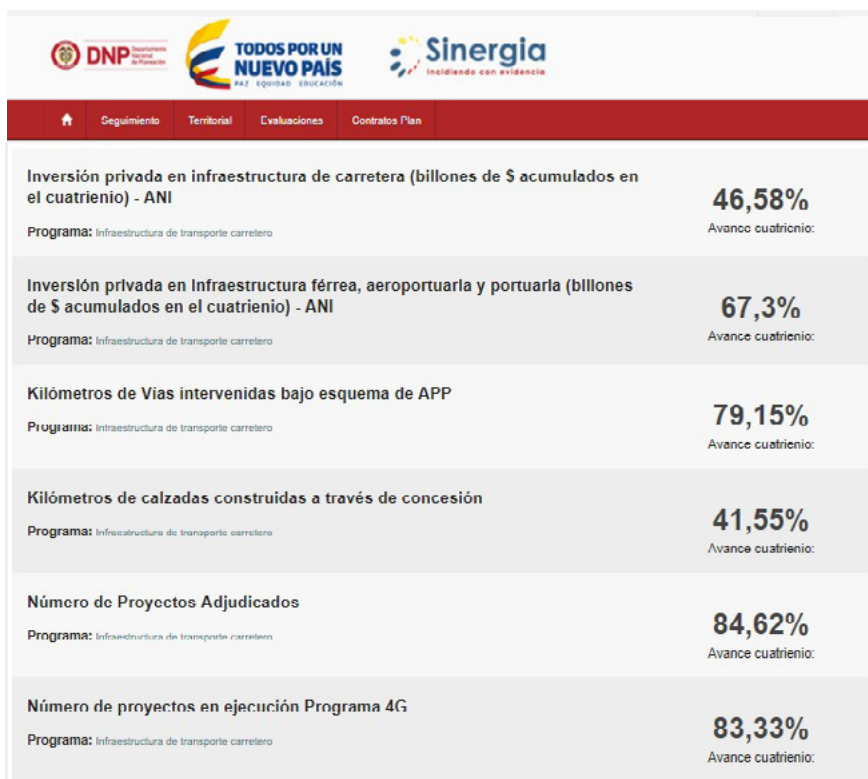 DNP Departamento Nacional de Planeación
TODOS POR UN
NUEVO PAÍS
PAZ EQUIDAD EDUCACIÓN
Sinergia
Incidiendo con evidencia
Seguimiento Territorial Evaluaciones Contratos Plan
Inversión privada en infraestructura de carretera (billones de $ acumulados en
el cuatrienio) - ANI
46,58%
Avance cuatrienio:
Programa: Infraestructura de transporte carretero
Inversión privada en Infraestructura férrea, aeroportuaria y portuaria (billones
de $ acumulados en el cuatrienio) - ANI
67,3%
Avance cuatrienio:
Programa: Infraestructura de transporte carretero
Kilómetros de Vías intervenidas bajo esquema de APP
79,15%
Programa: Infraestructura de transporte carretero
Avance cuatrienio:
Kilómetros de calzadas construidas a través de concesión
41,55%
Programa: Infraestructura de transporte carretero
Avance cuatrienio:
Número de Proyectos Adjudicados
84,62%
Programa: Infraestructura de transporte carretero
Avance cuatrienio:
Número de proyectos en ejecución Programa 4G
83,33%
Programa: Infraestructura de transporte carretero
Avance cuatrienio: